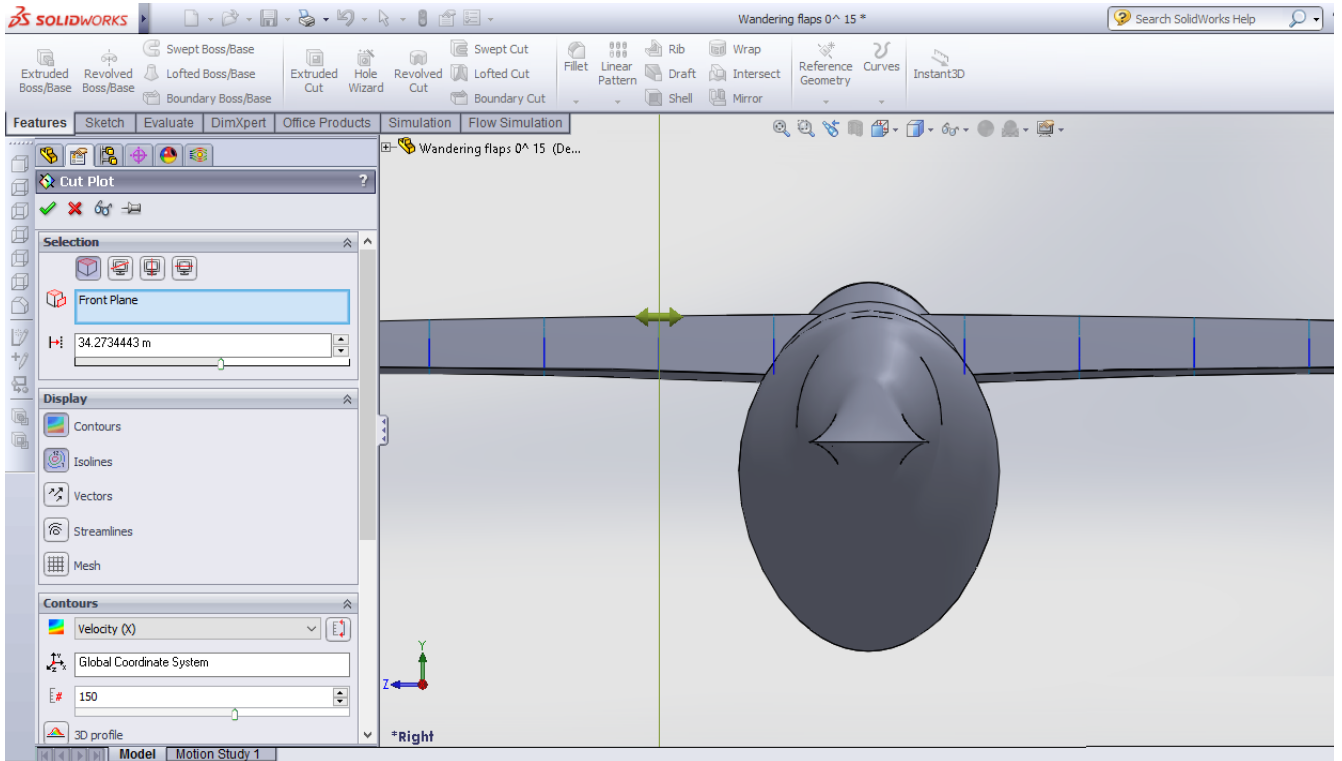 SOLIDWORKS
Wandering flaps 0^ 15 *
Search SolidWorks Help
Extruded Boss/Base
Revolved Boss/Base
Swept Boss/Base
Lofted Boss/Base
Boundary Boss/Base
Extruded Cut
Hole Wizard
Revolved Cut
Swept Cut
Lofted Cut
Boundary Cut
Fillet
Linear Pattern
Rib
Draft
Shell
Wrap
Intersect
Mirror
Reference Geometry
Curves
Instant3D
Features Sketch Evaluate DimXpert Office Products Simulation Flow Simulation
Wandering flaps 0^ 15 (De...
Cut Plot ?
Selection
Front Plane
34.2734443 m
Display
Contours
Isolines
Vectors
Streamlines
Mesh
Contours
Velocity (X)
Global Coordinate System
150
3D profile
Y
Z
*Right
Model Motion Study 1